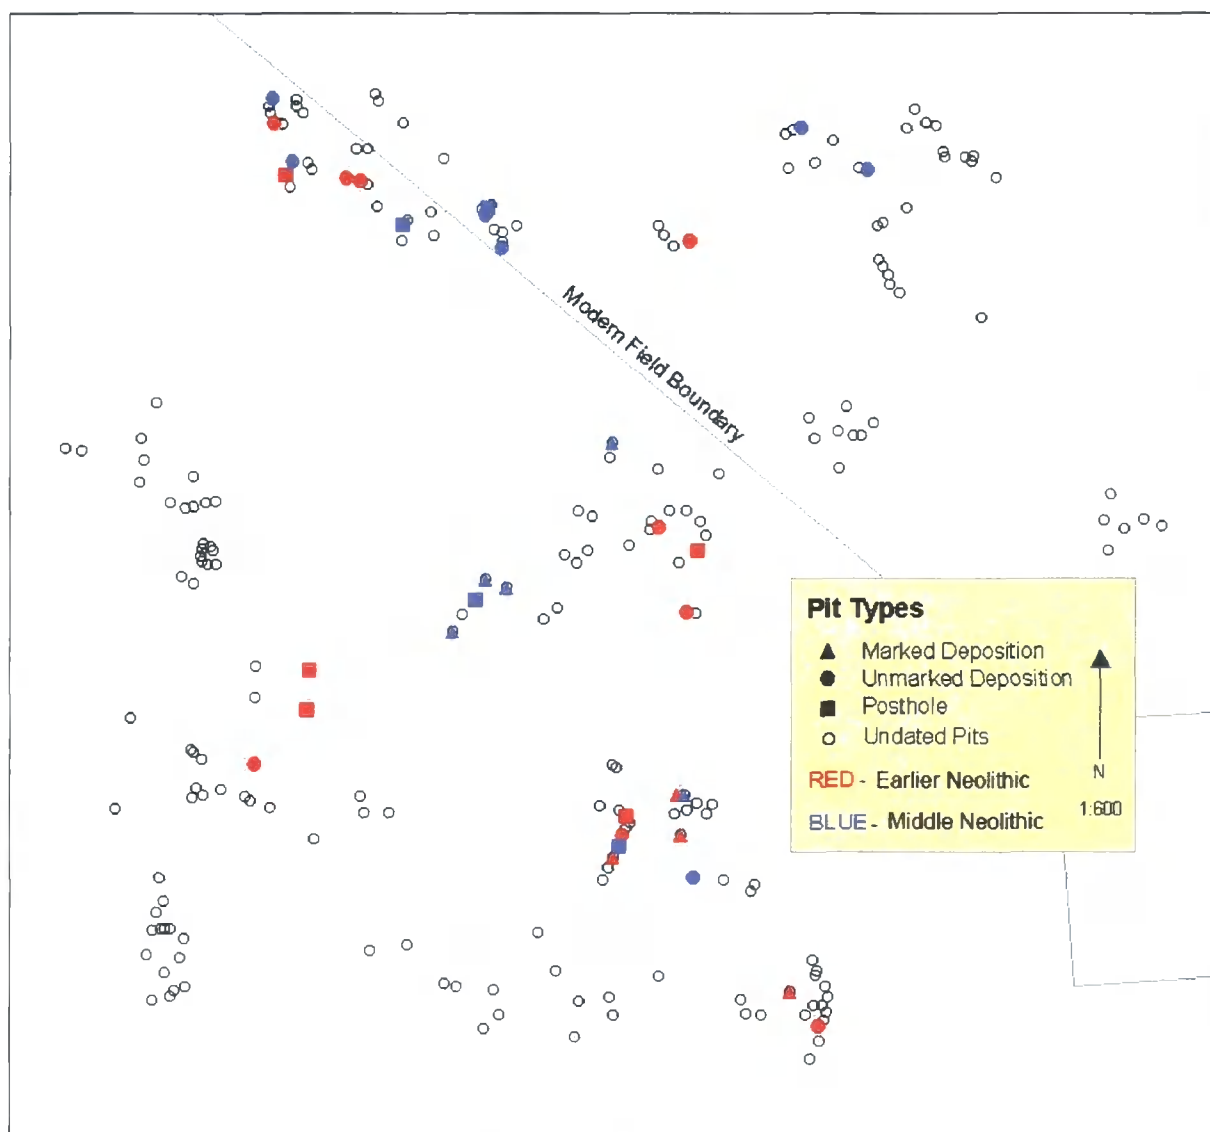 Modern Field Boundary
Pit Types
Marked Deposition
Unmarked Deposition
Posthole
Undated Pits
RED - Earlier Neolithic
BLUE - Middle Neolithic
N
1:600